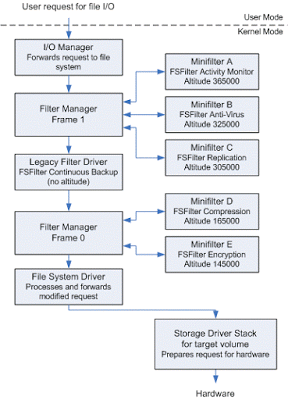 User request for file I/O
User Mode
Kernel Mode
I/O Manager
Forwards request to file
system
Minifilter A
FSFilter Activity Monitor
Altitude 365000
Filter Manager
Frame 1
Minifilter B
FSFilter Anti-Virus
Altitude 325000
Minifilter C
FSFilter Replication
Altitude 305000
Legacy Filter Driver
FSFilter Continuous Backup
(no altitude)
Filter Manager
Frame 0
Minifilter D
FSFilter Compression
Altitude 165000
Minifilter E
FSFilter Encryption
Altitude 145000
File System Driver
Processes and forwards
modified request
Storage Driver Stack
for target volume
Prepares request for hardware
Hardware